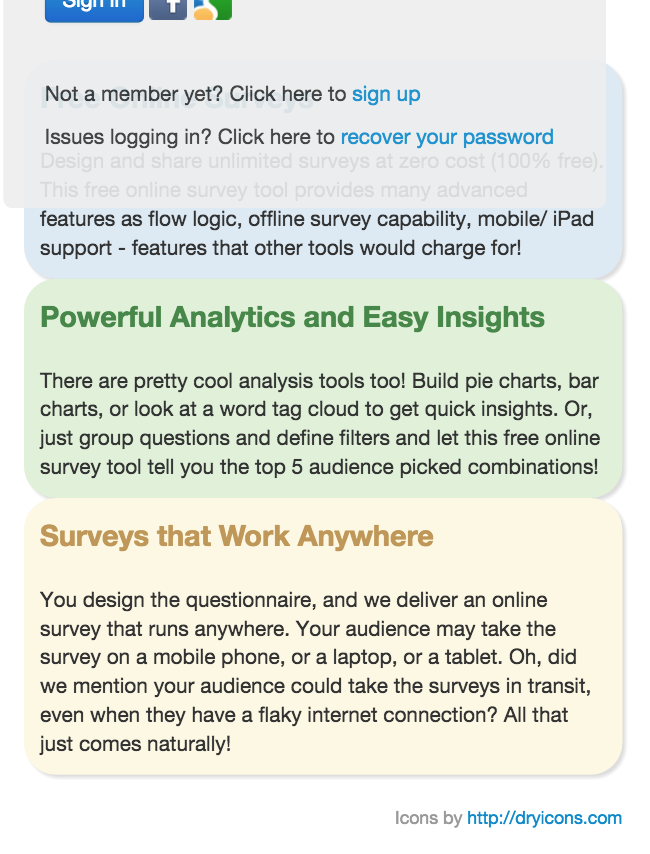 Sign in
Free Online Surveys
Not a member yet? Click here to sign up
Issues logging in? Click here to recover your password
Design and share unlimited surveys at zero cost (100% free).
This free online survey tool provides many advanced
features as flow logic, offline survey capability, mobile/ iPad
support - features that other tools would charge for!
Powerful Analytics and Easy Insights
There are pretty cool analysis tools too! Build pie charts, bar
charts, or look at a word tag cloud to get quick insights. Or,
just group questions and define filters and let this free online
survey tool tell you the top 5 audience picked combinations!
Surveys that Work Anywhere
You design the questionnaire, and we deliver an online
survey that runs anywhere. Your audience may take the
survey on a mobile phone, or a laptop, or a tablet. Oh, did
we mention your audience could take the surveys in transit,
even when they have a flaky internet connection? All that
just comes naturally!
Icons by http://dryicons.com